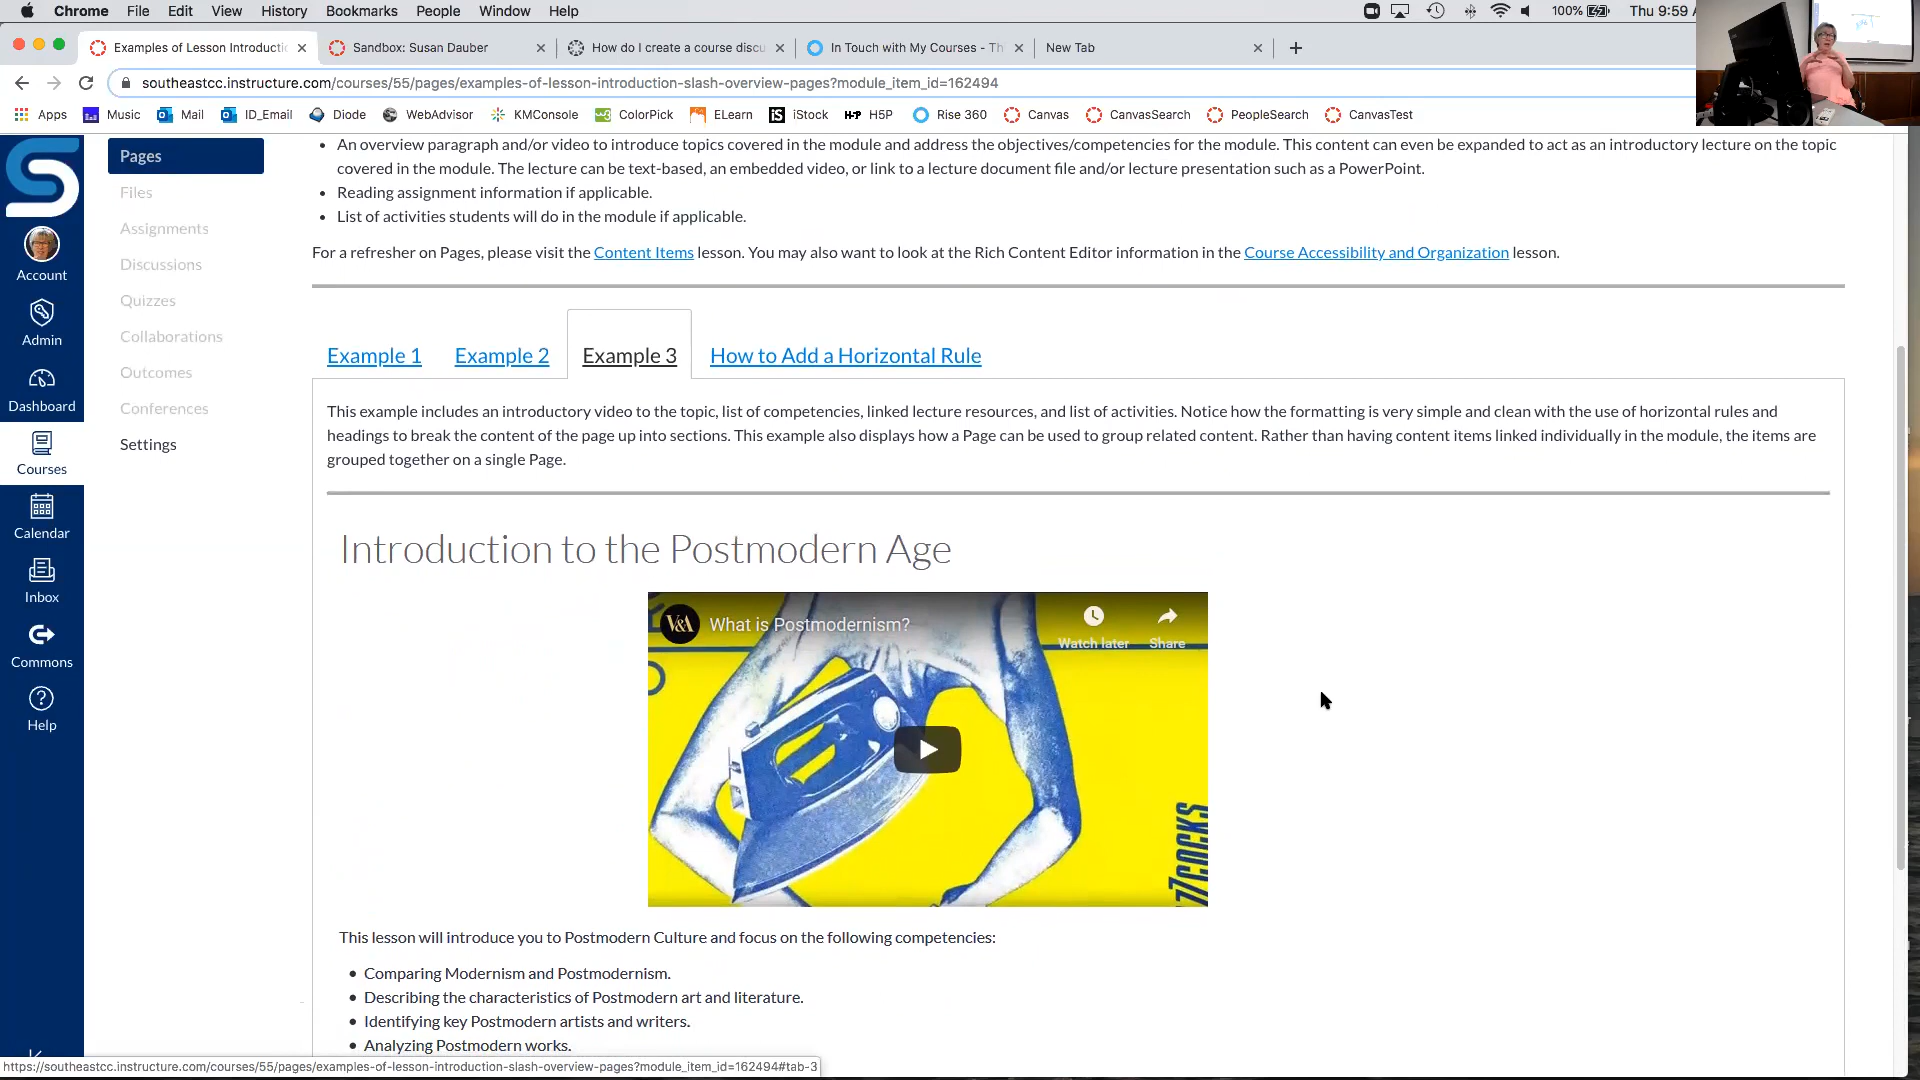 Chrome File Edit View History Bookmarks People Window Help 100% Thu 9:59
Examples of Lesson Introducti
Sandbox: Susan Dauber
How do I create a course discu
In Touch with My Courses - Th
New Tab
southeastcc.instructure.com/courses/55/pages/examples-of-lesson-introduction-slash-overview-pages?module_item_id=162494
Apps Music Mail ID_Email Diode WebAdvisor KMConsole ColorPick ELearn iStock H5P Rise 360 Canvas CanvasSearch PeopleSearch CanvasTest
Account
Admin
Dashboard
Courses
Calendar
Inbox
Commons
Help
Pages
Files
Assignments
Discussions
Quizzes
Collaborations
Outcomes
Conferences
Settings
• An overview paragraph and/or video to introduce topics covered in the module and address the objectives/competencies for the module. This content can even be expanded to act as an introductory lecture on the topic
covered in the module. The lecture can be text-based, an embedded video, or link to a lecture document file and/or lecture presentation such as a PowerPoint.
• Reading assignment information if applicable.
• List of activities students will do in the module if applicable.
For a refresher on Pages, please visit the Content Items lesson. You may also want to look at the Rich Content Editor information in the Course Accessibility and Organization lesson.
Example 1 Example 2 Example 3 How to Add a Horizontal Rule
This example includes an introductory video to the topic, list of competencies, linked lecture resources, and list of activities. Notice how the formatting is very simple and clean with the use of horizontal rules and
headings to break the content of the page up into sections. This example also displays how a Page can be used to group related content. Rather than having content items linked individually in the module, the items are
grouped together on a single Page.
Introduction to the Postmodern Age
V&A What is Postmodernism? Watch later Share
This lesson will introduce you to Postmodern Culture and focus on the following competencies:
• Comparing Modernism and Postmodernism.
• Describing the characteristics of Postmodern art and literature.
• Identifying key Postmodern artists and writers.
• Analyzing Postmodern works.
https://southeastcc.instructure.com/courses/55/pages/examples-of-lesson-introduction-slash-overview-pages?module_item_id=162494#tab-3